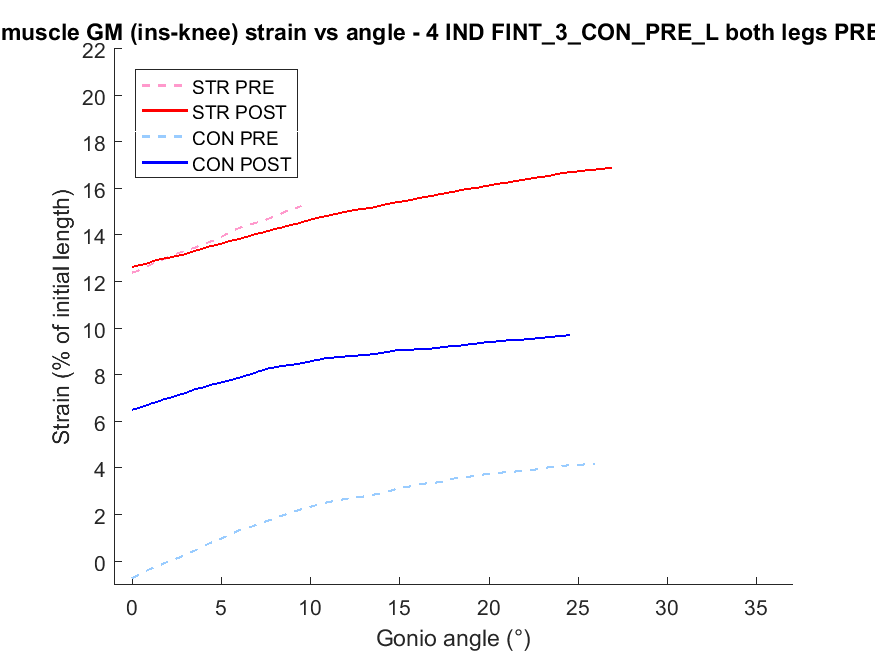 muscle GM (ins-knee) strain vs angle - 4 IND FINT_3_CON_PRE_L both legs PRE
22
20
18
16
14
12
10
8
6
4
2
0
Strain (% of initial length)
STR PRE
STR POST
CON PRE
CON POST
0 5 10 15 20 25 30 35
Gonio angle (°)